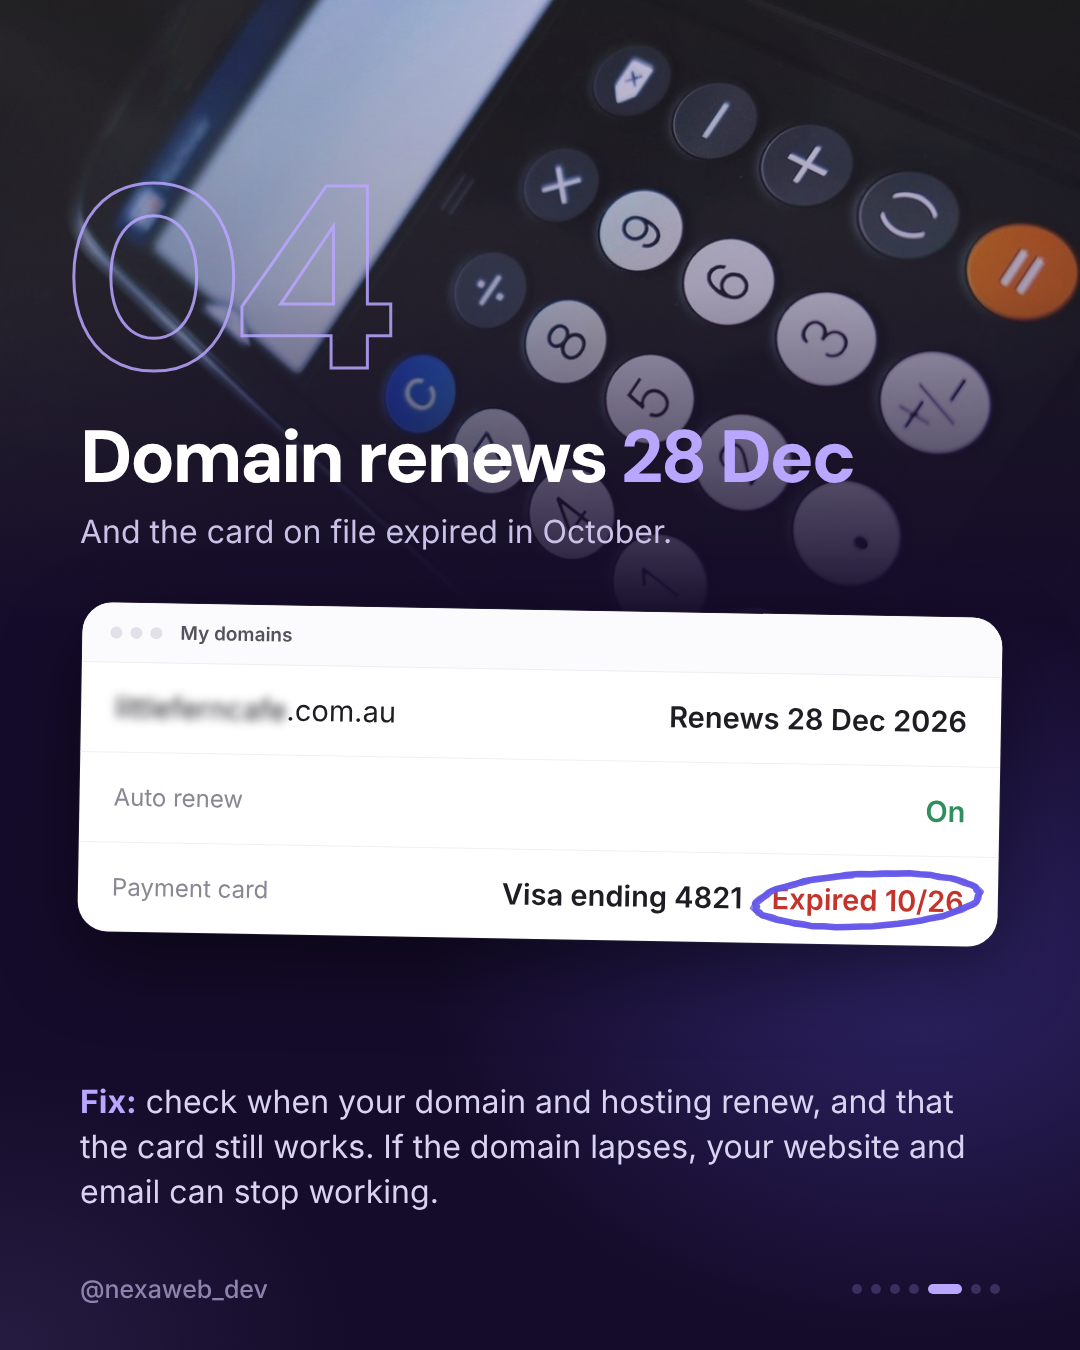 04
Domain renews 28 Dec
And the card on file expired in October.
My domains
.com.au
Renews 28 Dec 2026
Auto renew
On
Payment card
Visa ending 4821
Expired 10/26
Fix: check when your domain and hosting renew, and that
the card still works. If the domain lapses, your website and
email can stop working.
@nexaweb_dev